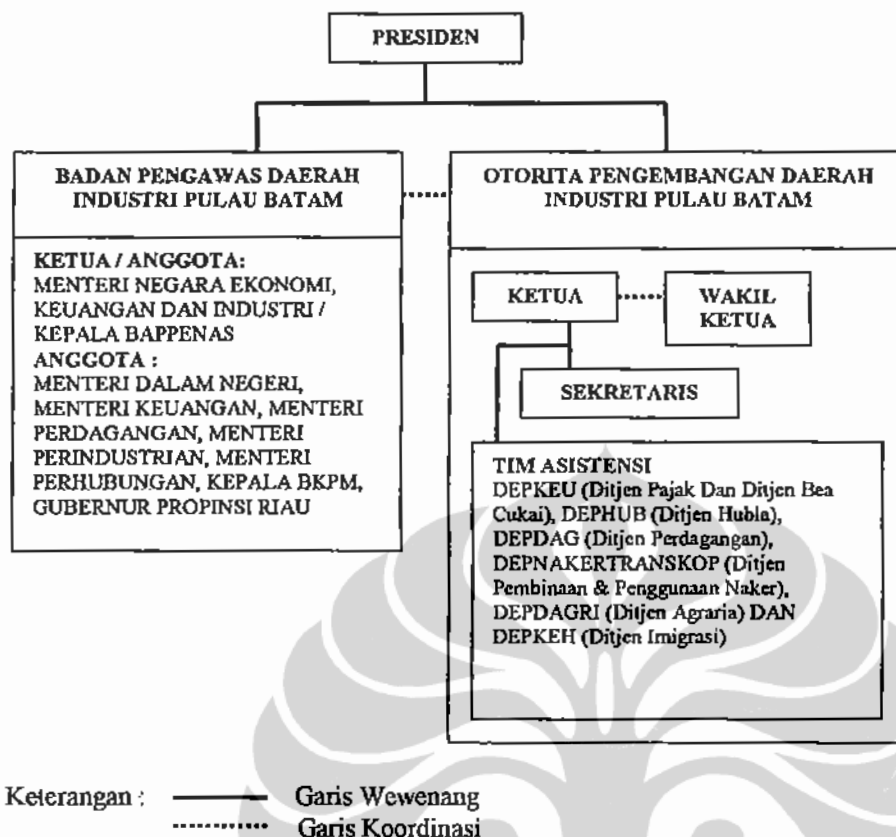 PRESIDEN
BADAN PENGAWAS DAERAH
INDUSTRI PULAU BATAM
KETUA / ANGGOTA:
MENTERI NEGARA EKONOMI,
KEUANGAN DAN INDUSTRI /
KEPALA BAPPENAS
ANGGOTA :
MENTERI DALAM NEGERI,
MENTERI KEUANGAN, MENTERI
PERDAGANGAN, MENTERI
PERINDUSTRIAN, MENTERI
PERHUBUNGAN, KEPALA BKPM,
GUBERNUR PROPINSI RIAU
OTORITA PENGEMBANGAN DAERAH
INDUSTRI PULAU BATAM
KETUA
WAKIL
KETUA
SEKRETARIS
TIM ASISTENSI
DEPKEU (Ditjen Pajak Dan Ditjen Bea
Cukai), DEPHUB (Ditjen Hubla),
DEPDAG (Ditjen Perdagangan),
DEPNAKERTRANSKOP (Ditjen
Pembinaan & Penggunaan Naker),
DEPDAGRI (Ditjen Agraria) DAN
DEPKEH (Ditjen Imigrasi)
Keterangan :
Garis Wewenang
Garis Koordinasi